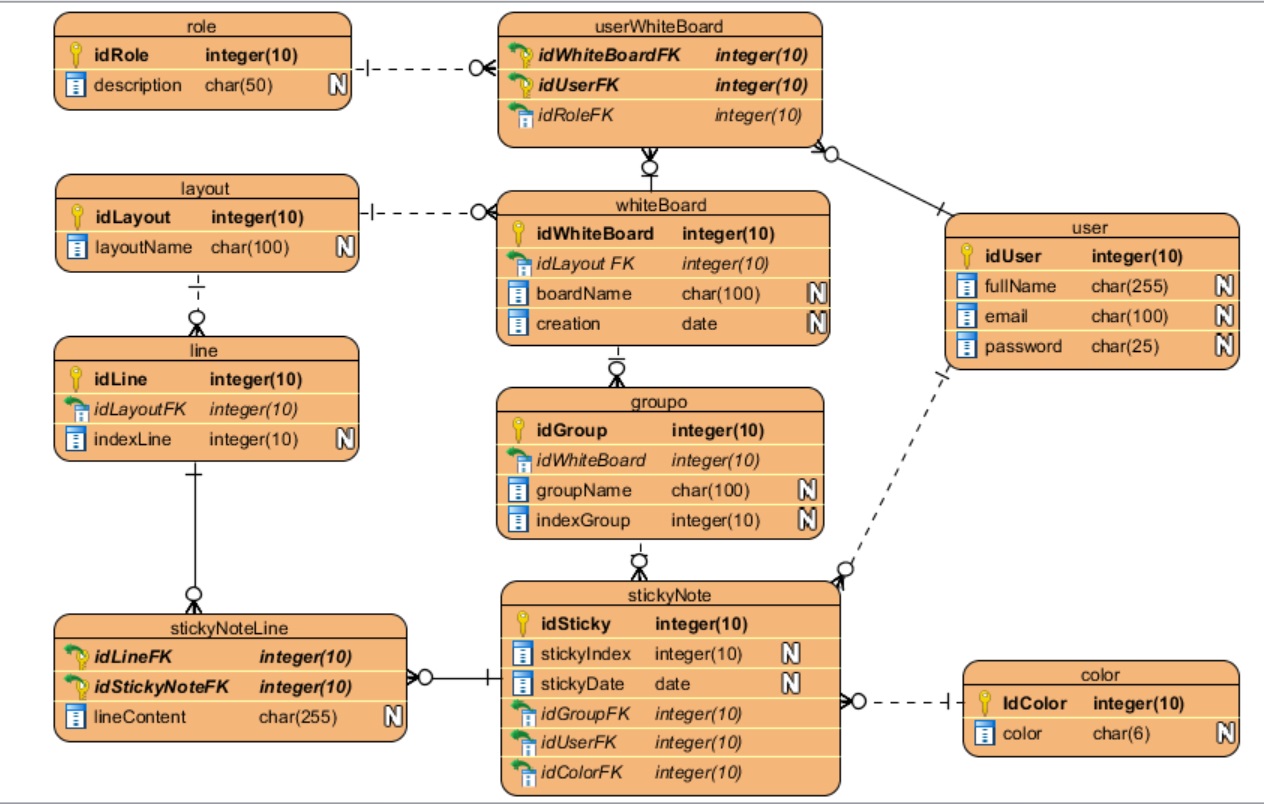 role
idRole integer(10)
description char(50) N
userWhiteBoard
idWhiteBoardFK integer(10)
idUserFK integer(10)
idRoleFK integer(10)
layout
idLayout integer(10)
layoutName char(100) N
whiteBoard
idWhiteBoard integer(10)
idLayout FK integer(10)
boardName char(100) N
creation date N
user
idUser integer(10)
fullName char(255) N
email char(100) N
password char(25) N
line
idLine integer(10)
idLayoutFK integer(10)
indexLine integer(10) N
groupo
idGroup integer(10)
idWhiteBoard integer(10)
groupName char(100) N
indexGroup integer(10) N
stickyNoteLine
idLineFK integer(10)
idStickyNoteFK integer(10)
lineContent char(255) N
stickyNote
idSticky integer(10)
stickyIndex integer(10) N
stickyDate date N
idGroupFK integer(10)
idUserFK integer(10)
idColorFK integer(10)
color
IdColor integer(10)
color char(6) N